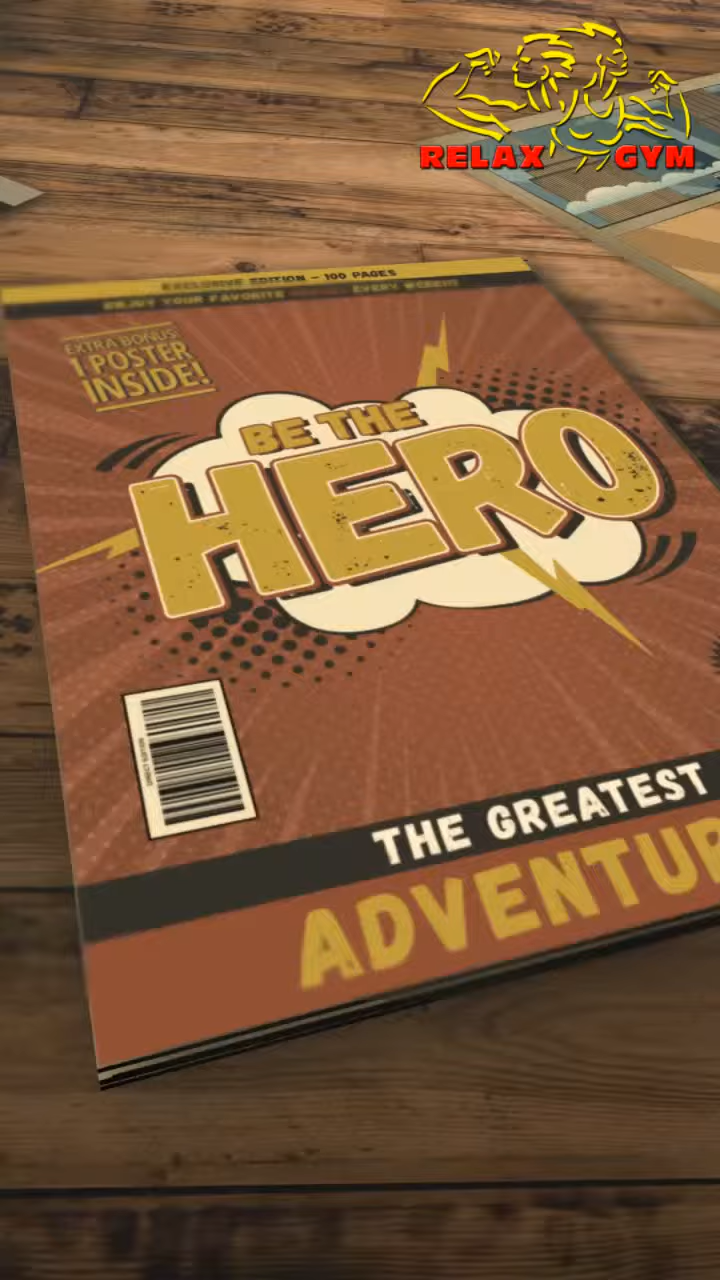 RELAX GYM
EXCLUSIVE EDITION – 100 PAGES
ENJOY YOUR FAVORITE EVERY WEEK!!!
EXTRA BONUS:
1 POSTER
INSIDE!
BE THE
HERO
THE GREATEST
ADVENTUR